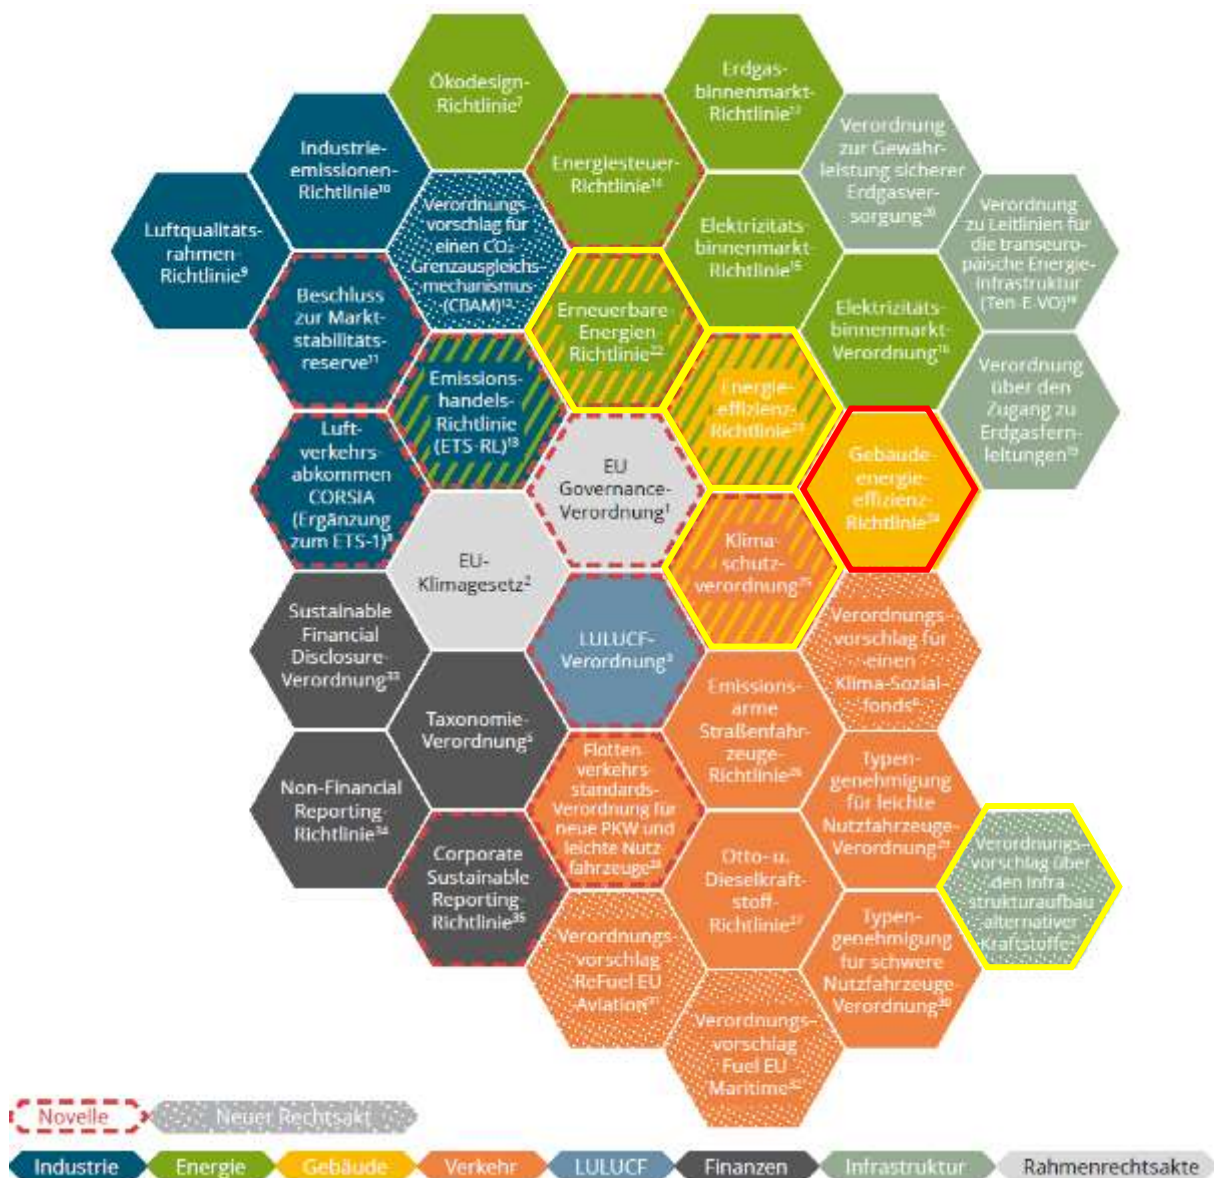 Ökodesign-
Richtlinie⁷
Erdgas-
binnenmarkt-
Richtlinie¹⁷
Industrie-
emissionen-
Richtlinie¹⁰
Energiesteuer-
Richtlinie¹⁴
Verordnung
zur Gewähr-
leistung sicherer
Erdgasver-
sorgung²⁰
Luftqualitäts-
rahmen-
Richtlinie⁹
Verordnungs-
vorschlag für
einen CO₂-
Grenzausgleichs-
mechanismus
(CBAM)¹²
Elektrizitäts-
binnenmarkt-
Richtlinie¹⁵
Verordnung
zu Leitlinien für
die transeuro-
päische Energie-
infrastruktur
(Ten-E-VO)¹⁸
Beschluss
zur Markt-
stabilitäts-
reserve¹¹
Erneuerbare
Energien
Richtlinie²²
Elektrizitäts-
binnenmarkt-
Verordnung¹⁶
Emissions-
handels-
Richtlinie
(ETS-RL)¹³
Energie-
effizienz-
Richtlinie²³
Verordnung
über den
Zugang zu
Erdgasfern-
leitungen¹⁹
Luft-
verkehrs-
abkommen
CORSIA
(Ergänzung
zum ETS-1)⁸
EU
Governance-
Verordnung¹
Gebäude-
energie-
effizienz-
Richtlinie²⁴
EU-
Klimagesetz²
Klima-
schutz-
verordnung²⁵
Sustainable
Financial
Disclosure-
Verordnung³³
LULUCF-
Verordnung³
Verordnungs-
vorschlag für
einen
Klima-Sozial-
fonds⁶
Taxonomie-
Verordnung⁵
Emissions-
arme
Straßenfahr-
zeuge-
Richtlinie²⁶
Non-Financial
Reporting-
Richtlinie³⁴
Flotten-
verkehrs-
standards-
Verordnung für
neue PKW und
leichte Nutz-
fahrzeuge²⁸
Typen-
genehmigung
für leichte
Nutzfahrzeuge-
Verordnung²⁹
Corporate
Sustainable
Reporting-
Richtlinie³⁵
Otto- u.
Dieselkraft-
stoff-
Richtlinie²⁷
Verordnungs-
vorschlag über
den Infra
strukturaufbau
alternativer
Kraftstoffe²¹
Verordnungs-
vorschlag
ReFuel EU
Aviation³¹
Typen-
genehmigung
für schwere
Nutzfahrzeuge-
Verordnung³⁰
Verordnungs-
vorschlag
Fuel EU
Maritime³²
Novelle
Neuer Rechtsakt
Industrie
Energie
Gebäude
Verkehr
LULUCF
Finanzen
Infrastruktur
Rahmenrechtsakte